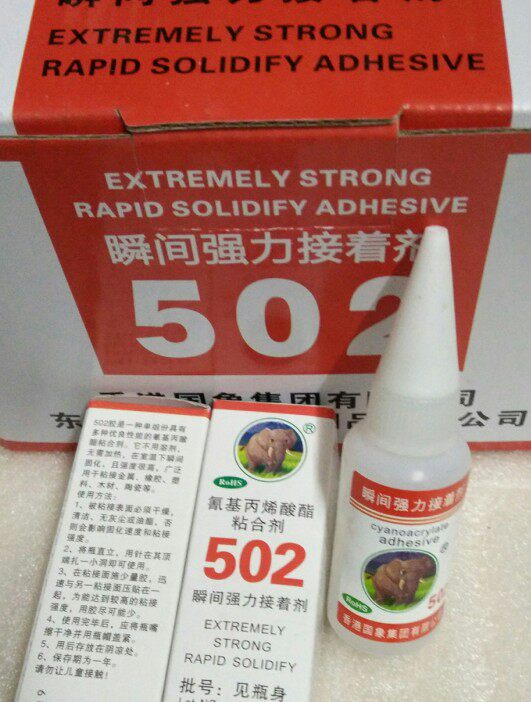 EXTREMELY STRONG
RAPID SOLIDIFY ADHESIVE
EXTREMELY STRONG
RAPID SOLIDIFY ADHESIVE
瞬间强力接着剂
502
香港国象集团有限公司
502胶是一种单组份具有
多种优良性能的氰基丙烯
酸酯粘合剂。它不用溶剂,
无需加热,在室温下瞬间
固化,且强度很高,广泛
用于粘接金属、橡胶、塑
料、木材、陶瓷等。
使用方法:
1、被粘接表面必须干燥,
清洁、无灰尘或油脂、否
则会影响固化速度和粘接
强度。
2、将瓶直立,用针在其顶
端扎一小洞即可使用。
3、在粘接面施少量胶,迅
速与另一粘接面压贴在一
起,为能达到较高的粘接
强度,用胶尽可能少。
4、使用完毕后,应将瓶嘴
擦干净并用瓶帽盖紧。
5、用后存放在阴凉处。
6、保存期为一年。
请勿让儿童接触!
®
RoHS
氰基丙烯酸酯
粘合剂
502
瞬间强力接着剂
EXTREMELY
STRONG
RAPID SOLIDIFY
批号:见瓶身
瞬间强力接着
cyanoacrylate
adhesive
®
RoHS
50
香港国象集团有限